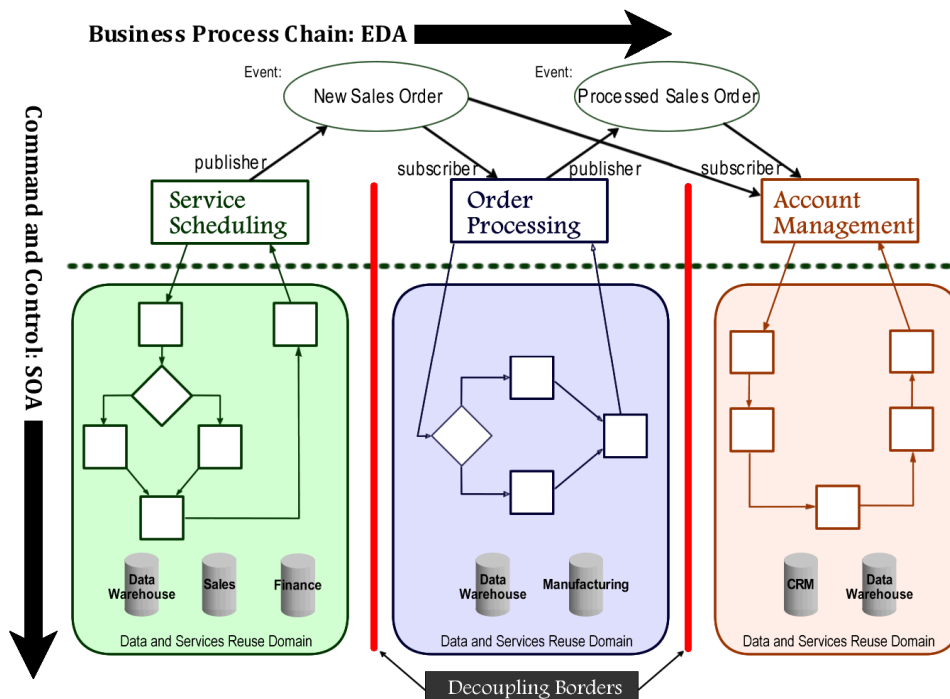 Business Process Chain: EDA
Event:
New Sales Order
Event:
Processed Sales Order
Command and Control: SOA
publisher
subscriber
publisher
subscriber
Service
Scheduling
Order
Processing
Account
Management
Data
Warehouse
Sales
Finance
Data and Services Reuse Domain
Data
Warehouse
Manufacturing
Data and Services Reuse Domain
CRM
Data
Warehouse
Data and Services Reuse Domain
Decoupling Borders